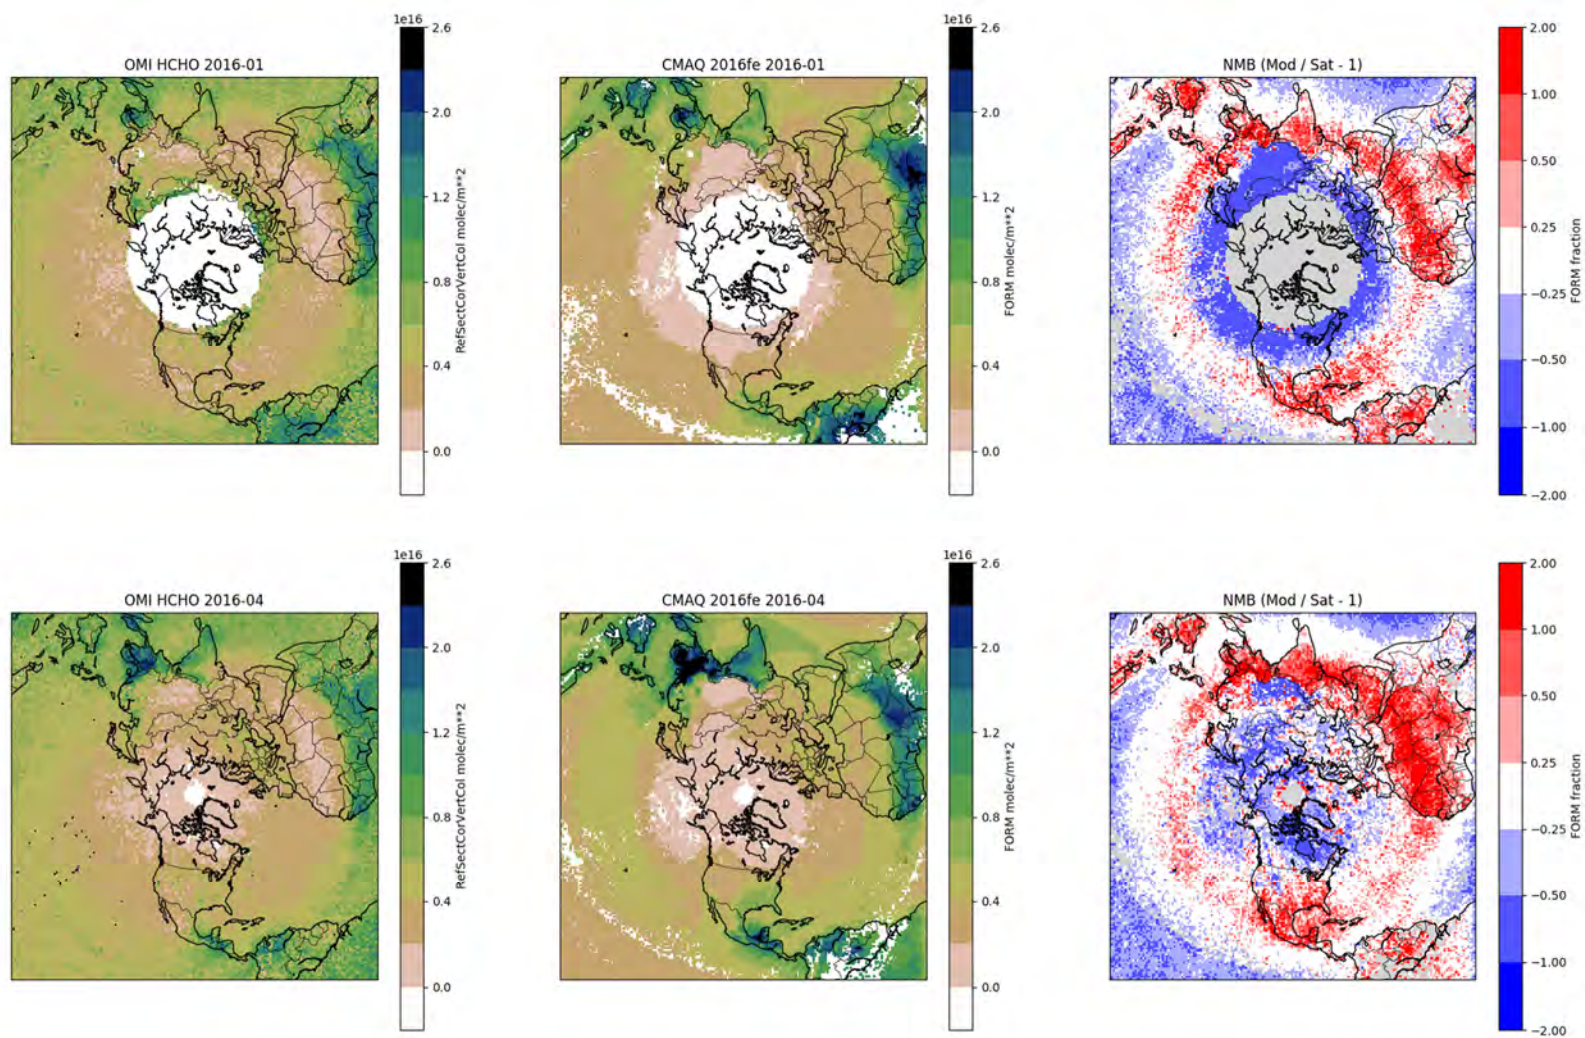 1e16
2.6
OMI HCHO 2016-01
2.0
1.2
0.8
0.4
0.0
RefSectCorVertCol molec/m**2
1e16
2.6
CMAQ 2016fe 2016-01
2.0
1.2
0.8
0.4
0.0
FORM molec/m**2
2.00
NMB (Mod / Sat - 1)
1.00
0.50
0.25
−0.25
−0.50
−1.00
−2.00
FORM fraction
1e16
2.6
OMI HCHO 2016-04
2.0
1.2
0.8
0.4
0.0
RefSectCorVertCol molec/m**2
1e16
2.6
CMAQ 2016fe 2016-04
2.0
1.2
0.8
0.4
0.0
FORM molec/m**2
2.00
NMB (Mod / Sat - 1)
1.00
0.50
0.25
−0.25
−0.50
−1.00
−2.00
FORM fraction